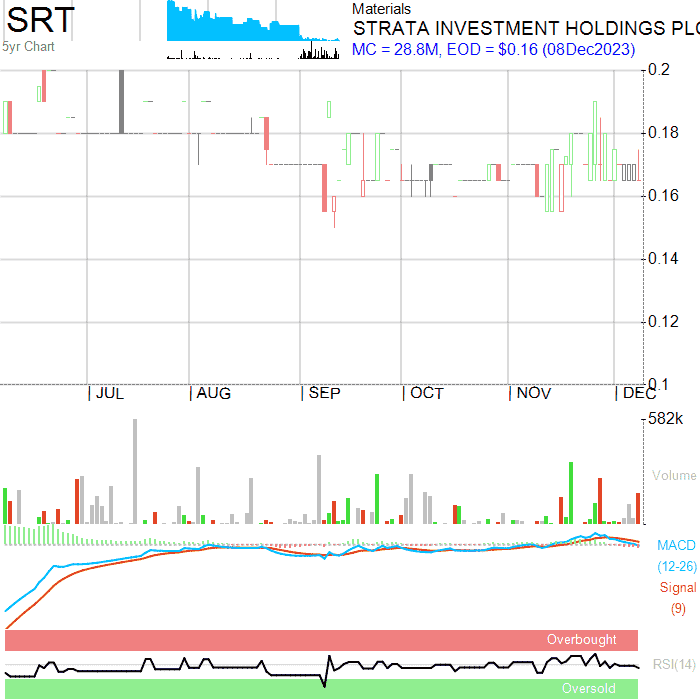 SRT
5yr Chart
Materials
STRATA INVESTMENT HOLDINGS PLC
MC = 28.8M, EOD = $0.16 (08Dec2023)
0.2
0.18
0.16
0.14
0.12
0.1
JUL
AUG
SEP
OCT
NOV
DEC
582k
Volume
MACD
(12-26)
Signal
(9)
Overbought
RSI(14)
Oversold